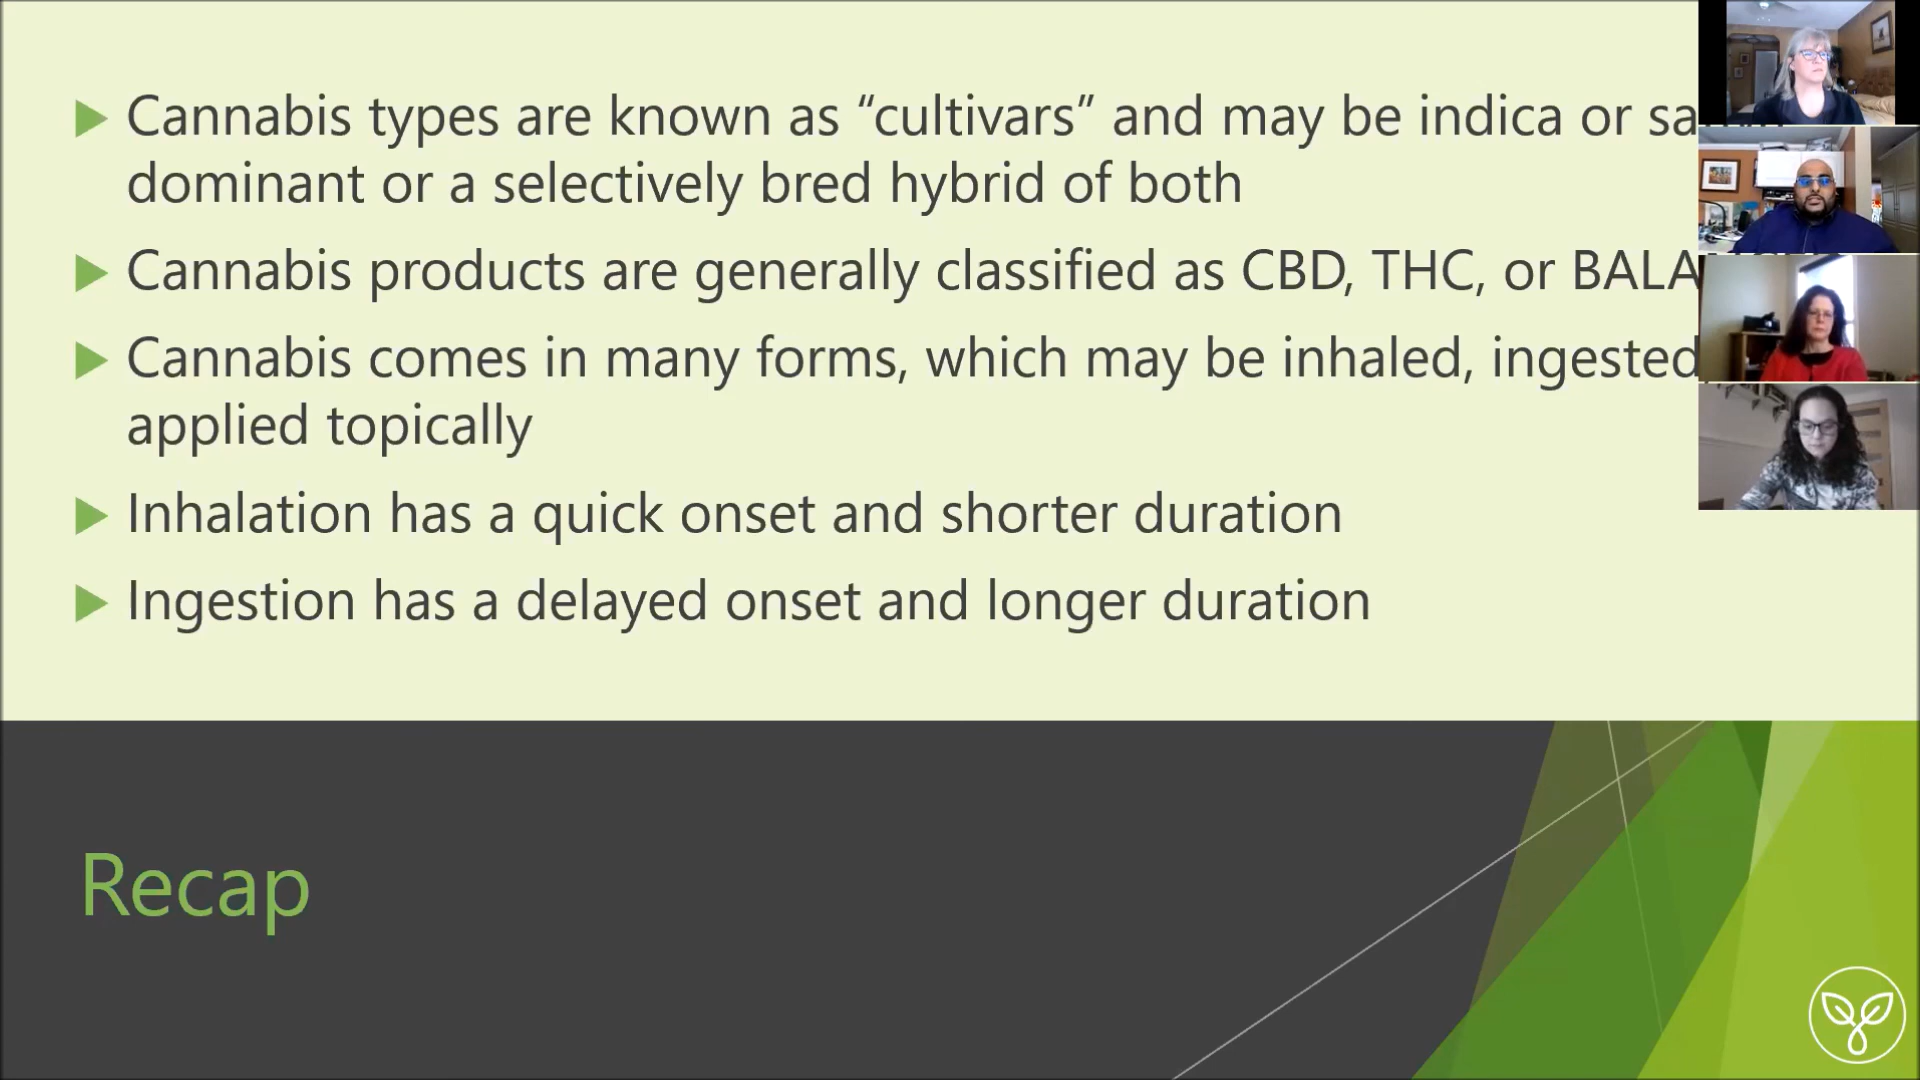 Cannabis types are known as “cultivars” and may be indica or
dominant or a selectively bred hybrid of both
Cannabis products are generally classified as CBD, THC, or
Cannabis comes in many forms, which may be inhaled, ingested
applied topically
Inhalation has a quick onset and shorter duration
Ingestion has a delayed onset and longer duration
Recap